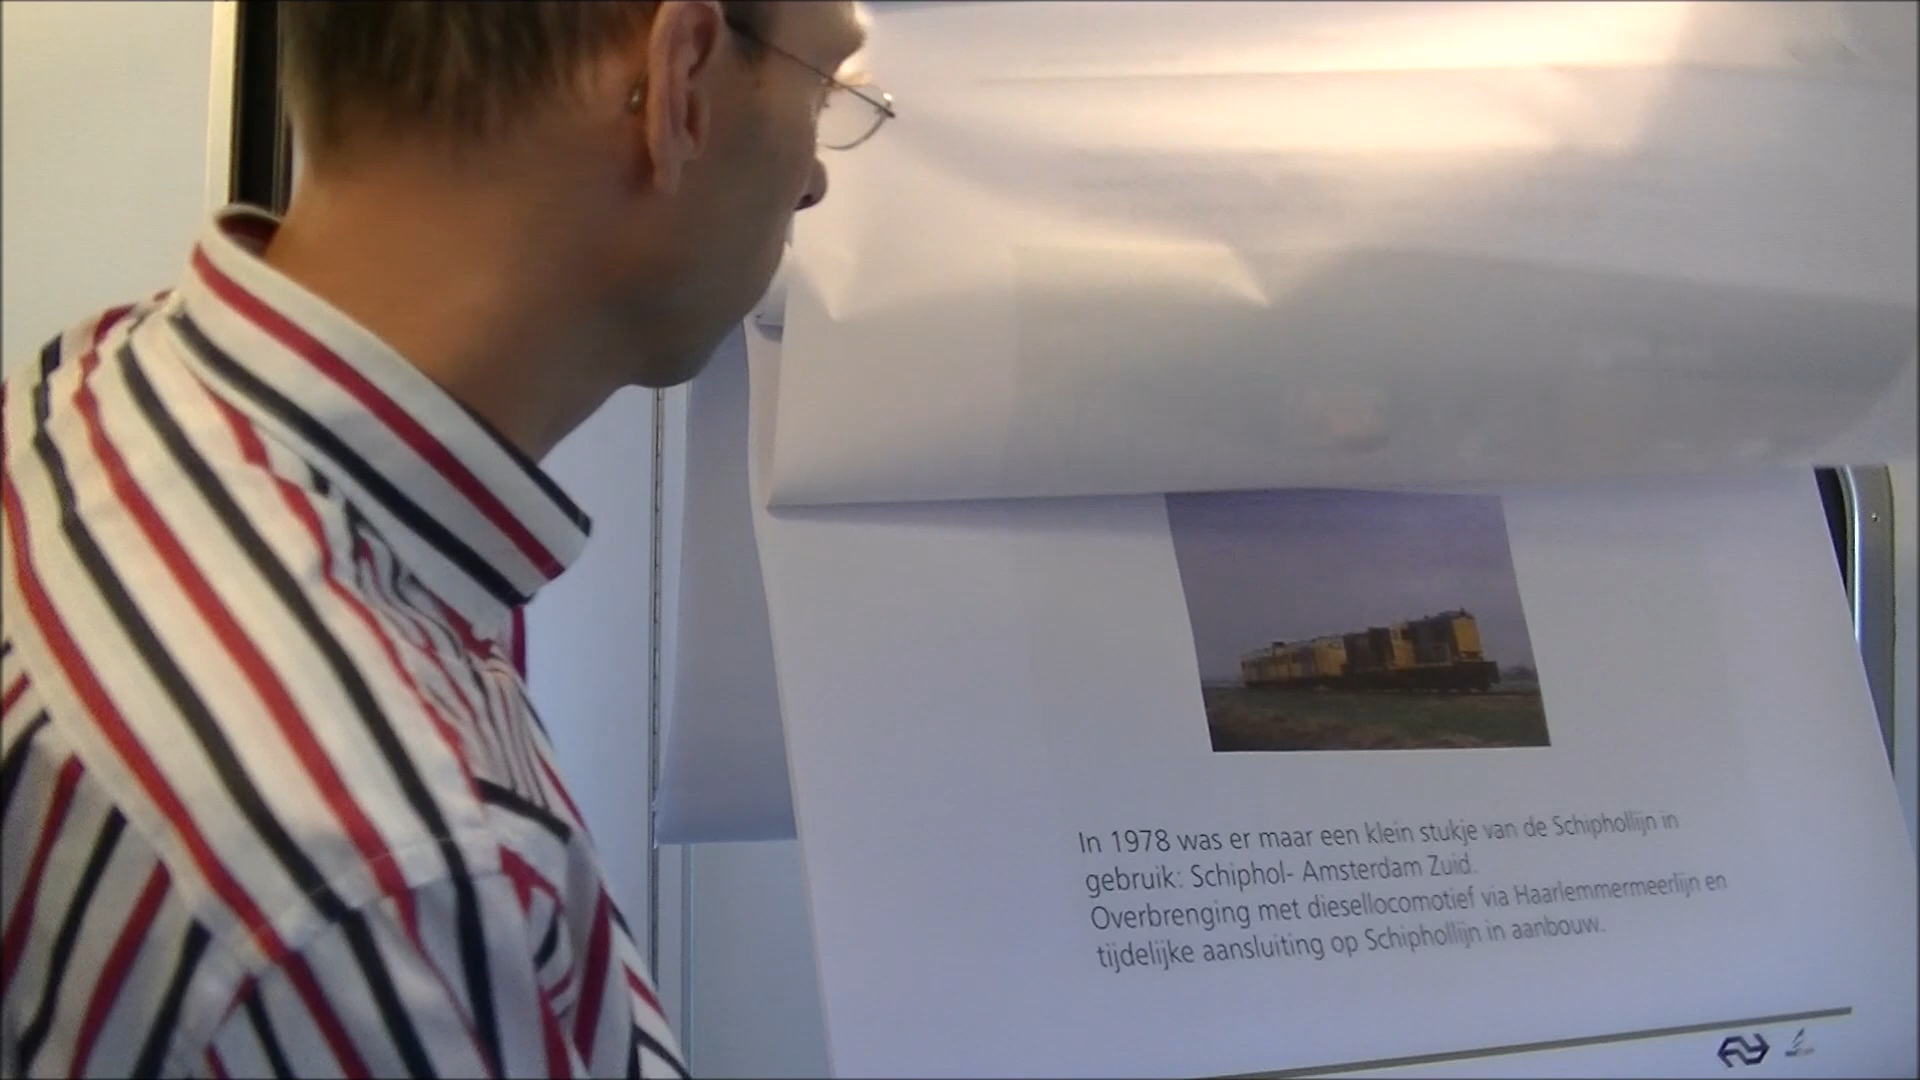 In 1978 was er maar een klein stukje van de Schiphollijn in
gebruik: Schiphol- Amsterdam Zuid.
Overbrenging met diesellocomotief via Haarlemmermeerlijn en
tijdelijke aansluiting op Schiphollijn in aanbouw.